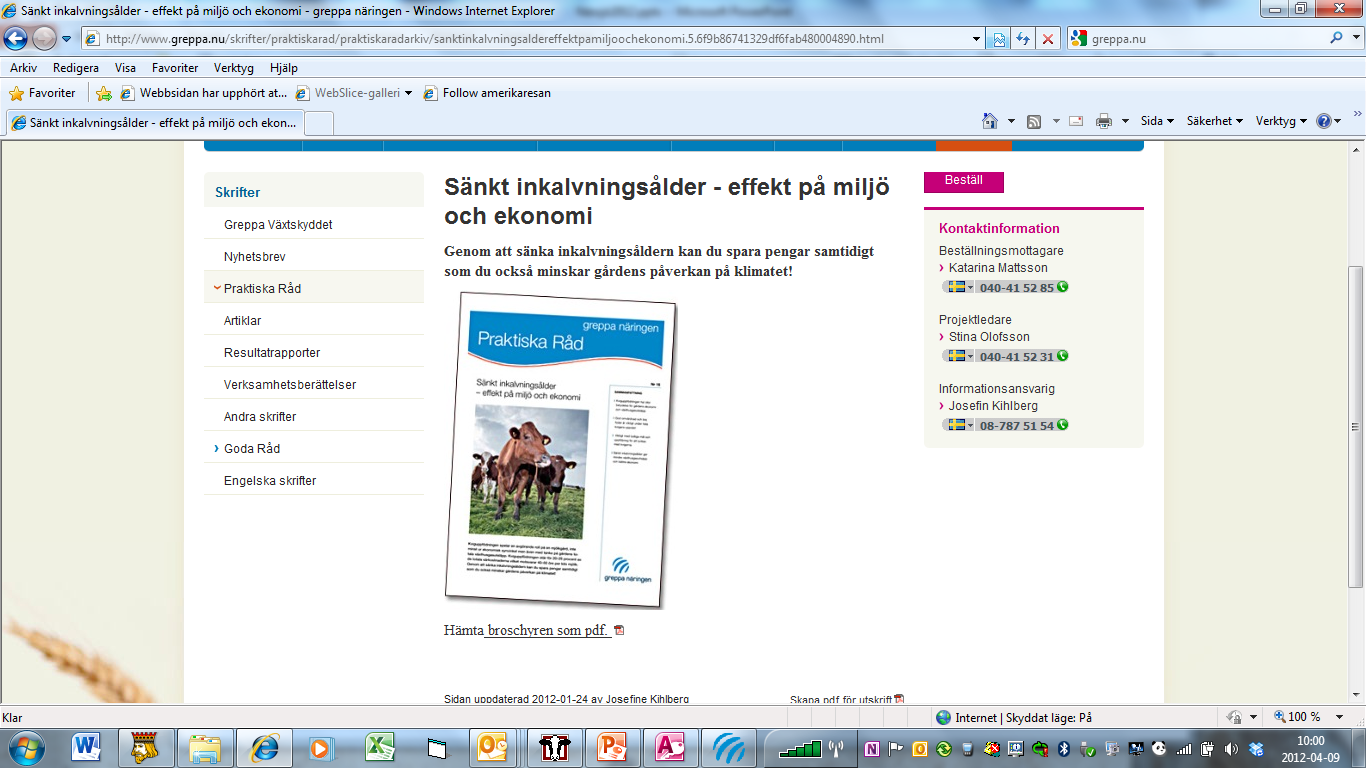 Sänkt inkalvningsålder - effekt på miljö och ekonomi - greppa näringen - Windows Internet Explorer
http://www.greppa.nu/skrifter/praktiskarad/praktiskaradarkiv/sanktinkalvningsaldereffektpamiljoochekonomi.5.6f9b86741329df6fab480004890.html
greppa.nu
Arkiv Redigera Visa Favoriter Verktyg Hjälp
Favoriter Webbsidan har upphört at... WebSlice-galleri Follow amerikaresan
Sänkt inkalvningsålder - effekt på miljö och ekon...
Sida Säkerhet Verktyg
Skrifter
Greppa Växtskyddet
Nyhetsbrev
Praktiska Råd
Artiklar
Resultatrapporter
Verksamhetsberättelser
Andra skrifter
Goda Råd
Engelska skrifter
Sänkt inkalvningsålder - effekt på miljö
och ekonomi
Genom att sänka inkalvningsåldern kan du spara pengar samtidigt
som du också minskar gårdens påverkan på klimatet!
greppa näringen
Praktiska Råd
Sänkt inkalvningsålder
– effekt på miljö och ekonomi
greppa näringen
Hämta broschyren som pdf.
Sidan uppdaterad 2012-01-24 av Josefine Kihlberg
Skapa pdf för utskrift
Beställ
Kontaktinformation
Beställningsmottagare
Katarina Mattsson
040-41 52 85
Projektledare
Stina Olofsson
040-41 52 31
Informationsansvarig
Josefin Kihlberg
08-787 51 54
Klar
Internet | Skyddat läge: På
100 %
10:00
2012-04-09